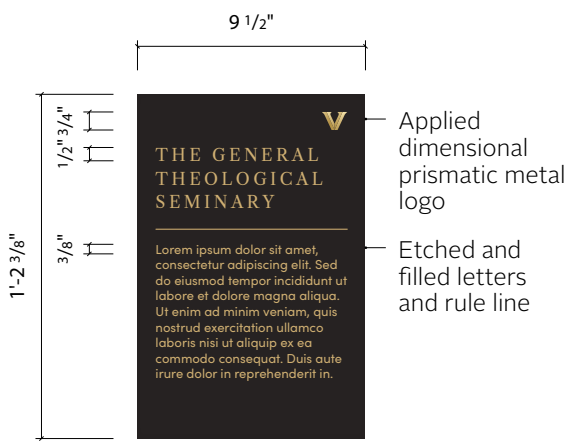 9 1/2"
3/4"
1/2"
3/8"
1'-2 3/8"
V
THE GENERAL
THEOLOGICAL
SEMINARY
Lorem ipsum dolor sit amet,
consectetur adipiscing elit. Sed
do eiusmod tempor incididunt ut
labore et dolore magna aliqua.
Ut enim ad minim veniam, quis
nostrud exercitation ullamco
laboris nisi ut aliquip ex ea
commodo consequat. Duis aute
irure dolor in reprehenderit in.
Applied
dimensional
prismatic metal
logo
Etched and
filled letters
and rule line